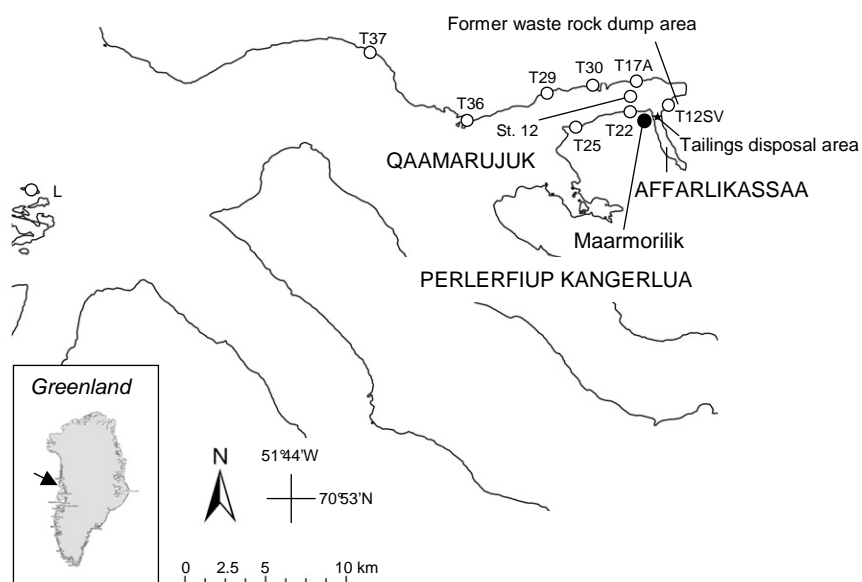 Former waste rock dump area
T37
T30
T17A
T29
T36
St. 12
T22
T12SV
T25
Tailings disposal area
QAAMARUJUK
AFFARLIKASSAA
L
Maarmorilik
PERLERFIUP KANGERLUA
Greenland
N
51°44'W
70°53'N
0 2.5 5 10 km